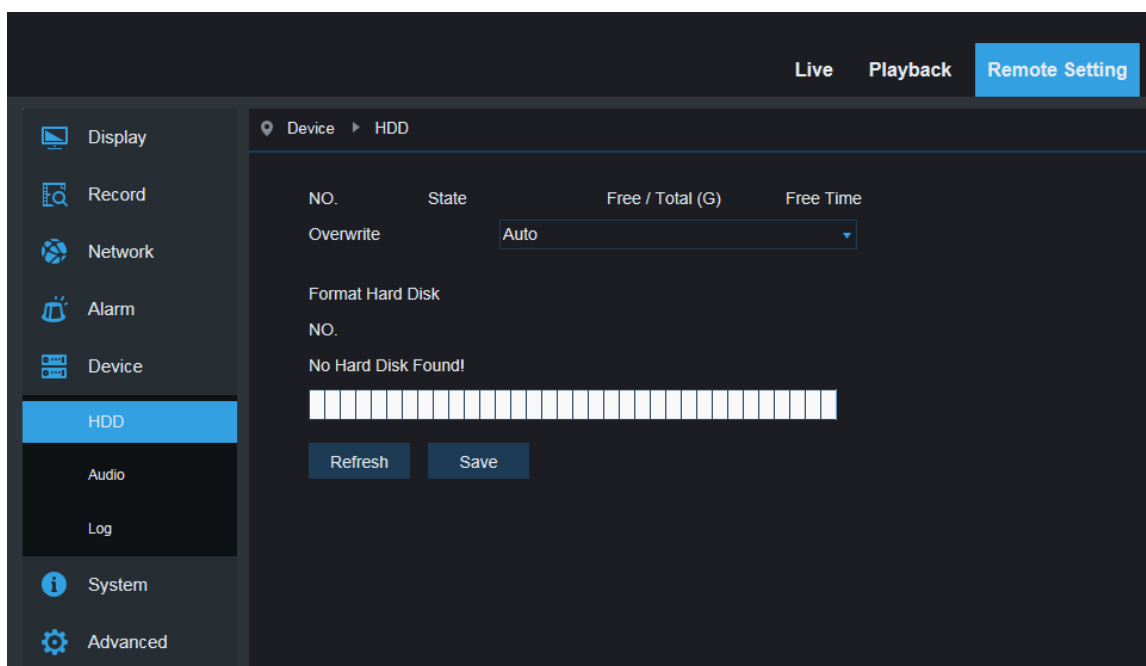 Live Playback Remote Setting
Display
Record
Network
Alarm
Device
HDD
Audio
Log
System
Advanced
Device HDD
NO. State Free / Total (G) Free Time
Overwrite Auto
Format Hard Disk
NO.
No Hard Disk Found!
Refresh Save